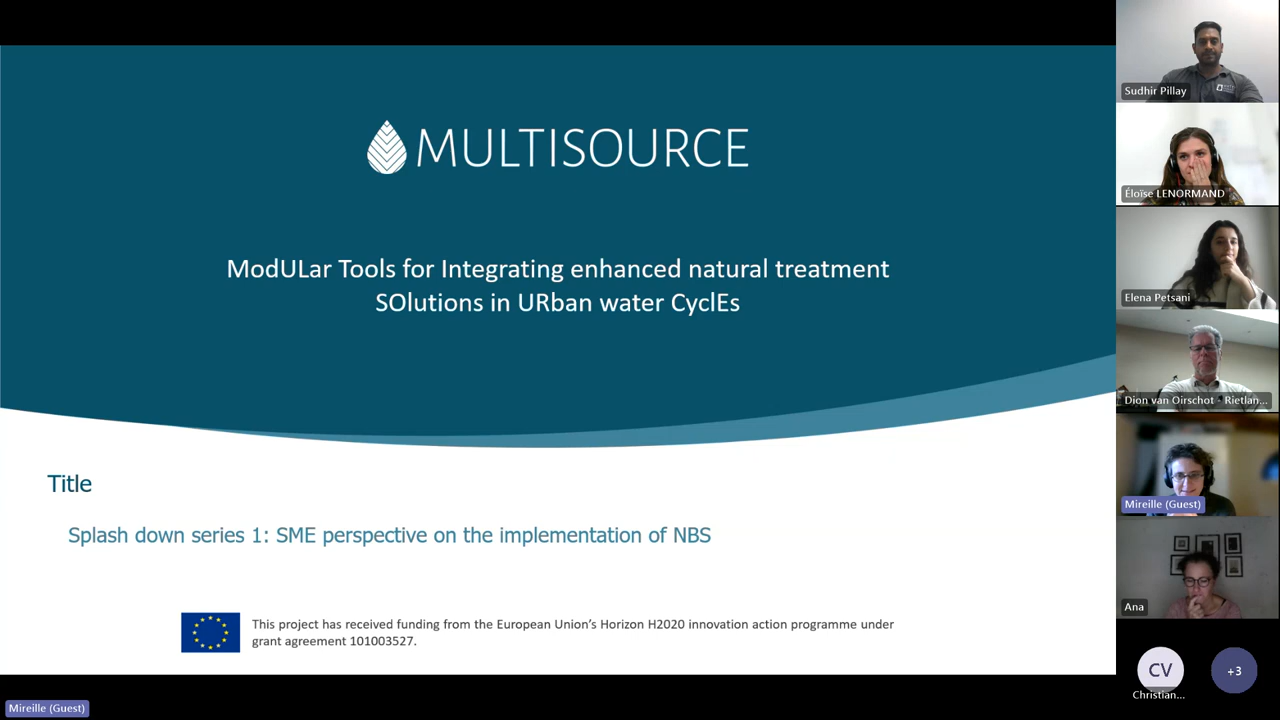 MULTISOURCE
ModULar Tools for Integrating enhanced natural treatment
SOlutions in URban water CyclEs
Title
Splash down series 1: SME perspective on the implementation of NBS
This project has received funding from the European Union's Horizon H2020 innovation action programme under
grant agreement 101003527.
Mireille (Guest)
Sudhir Pillay
Éloïse LENORMAND
Elena Petsani
Dion van Oirschot - Rietlan...
Mireille (Guest)
Ana
CV
Christian...
+3